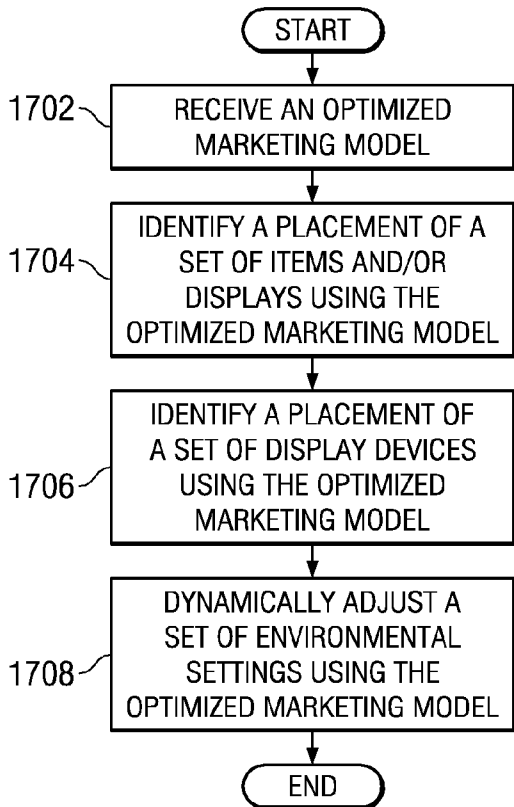 START
1702
RECEIVE AN OPTIMIZED
MARKETING MODEL
1704
IDENTIFY A PLACEMENT OF A
SET OF ITEMS AND/OR
DISPLAYS USING THE
OPTIMIZED MARKETING MODEL
1706
IDENTIFY A PLACEMENT OF
A SET OF DISPLAY DEVICES
USING THE OPTIMIZED
MARKETING MODEL
1708
DYNAMICALLY ADJUST A
SET OF ENVIRONMENTAL
SETTINGS USING THE
OPTIMIZED MARKETING MODEL
END